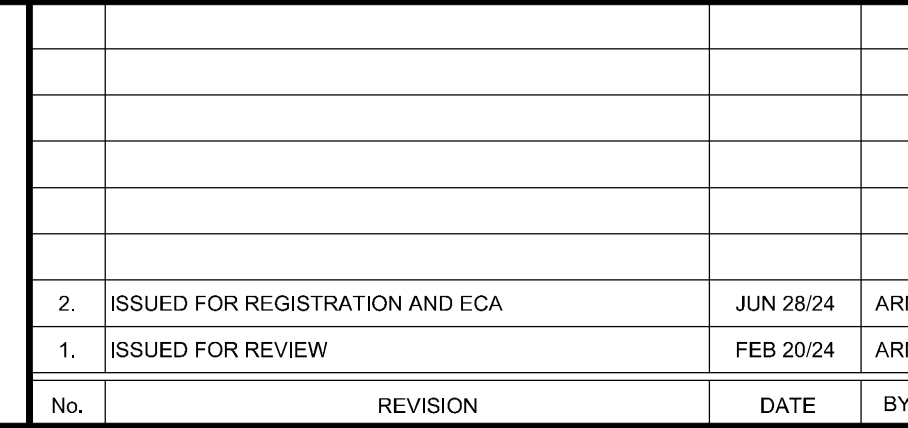 2. ISSUED FOR REGISTRATION AND ECA JUN 28/24
1. ISSUED FOR REVIEW FEB 20/24
No. REVISION DATE BY